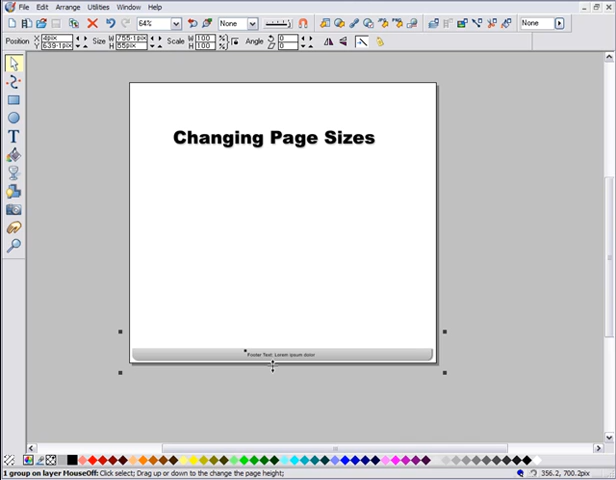 File Edit Arrange Utilities Window Help
64% None None
Position X 4pix Y 639.1pix Size W 755.1pix H 55pix Scale W 100 % H 100 % Angle 0 0
Changing Page Sizes
Footer Text: Lorem ipsum dolor
1 group on layer MouseOff: Click select; Drag up or down to the change the page height; 356.2, 700.2pix